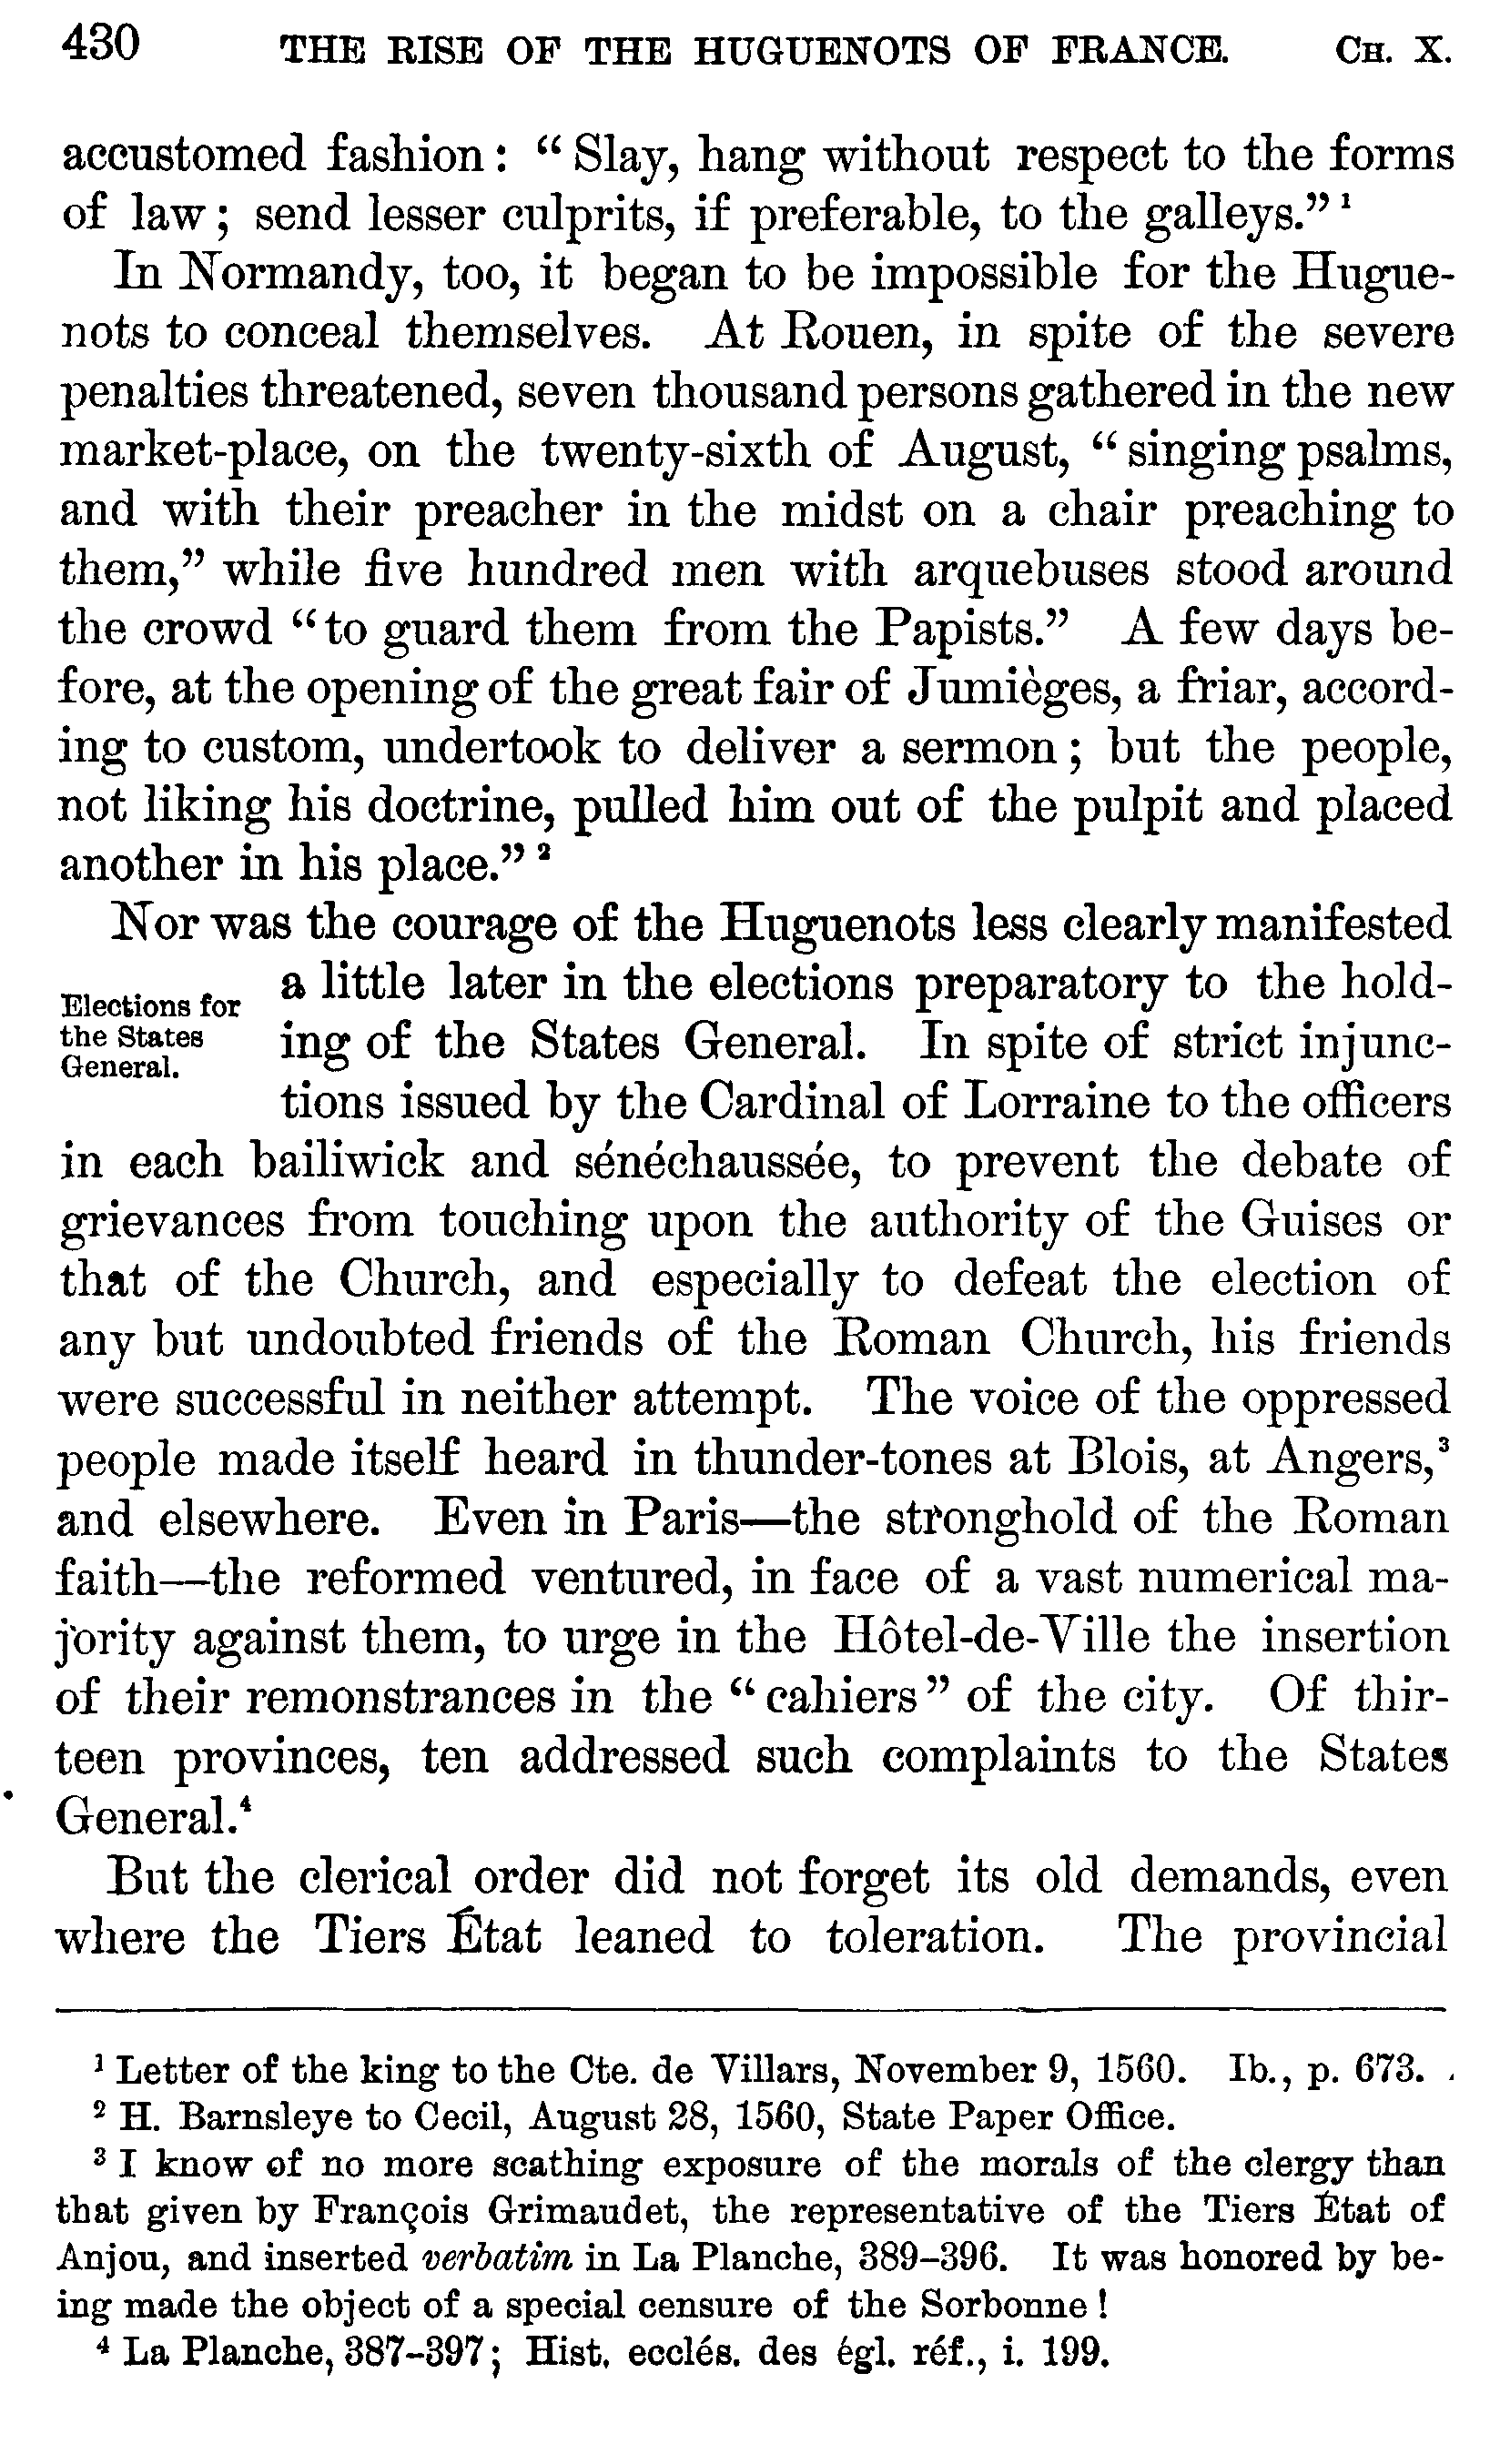 430 THE RISE OF THE HUGUENOTS OF FRANCE. CH. X.
accustomed fashion: “Slay, hang without respect to the forms
of law; send lesser culprits, if preferable, to the galleys.” ¹
In Normandy, too, it began to be impossible for the Hugue-
nots to conceal themselves. At Rouen, in spite of the severe
penalties threatened, seven thousand persons gathered in the new
market-place, on the twenty-sixth of August, “singing psalms,
and with their preacher in the midst on a chair preaching to
them,” while five hundred men with arquebuses stood around
the crowd “to guard them from the Papists.” A few days be-
fore, at the opening of the great fair of Jumièges, a friar, accord-
ing to custom, undertook to deliver a sermon; but the people,
not liking his doctrine, pulled him out of the pulpit and placed
another in his place.” ²
Nor was the courage of the Huguenots less clearly manifested
Elections for
the States
General.
a little later in the elections preparatory to the hold-
ing of the States General. In spite of strict injunc-
tions issued by the Cardinal of Lorraine to the officers
in each bailiwick and sénéchaussée, to prevent the debate of
grievances from touching upon the authority of the Guises or
that of the Church, and especially to defeat the election of
any but undoubted friends of the Roman Church, his friends
were successful in neither attempt. The voice of the oppressed
people made itself heard in thunder-tones at Blois, at Angers,³
and elsewhere. Even in Paris—the stronghold of the Roman
faith—the reformed ventured, in face of a vast numerical ma-
jority against them, to urge in the Hôtel-de-Ville the insertion
of their remonstrances in the “cahiers” of the city. Of thir-
teen provinces, ten addressed such complaints to the States
General.⁴
But the clerical order did not forget its old demands, even
where the Tiers État leaned to toleration. The provincial
¹ Letter of the king to the Cte. de Villars, November 9, 1560. Ib., p. 673.
² H. Barnsleye to Cecil, August 28, 1560, State Paper Office.
³ I know of no more scathing exposure of the morals of the clergy than
that given by François Grimaudet, the representative of the Tiers État of
Anjou, and inserted verbatim in La Planche, 389–396. It was honored by be-
ing made the object of a special censure of the Sorbonne!
⁴ La Planche, 387–397; Hist. ecclés. des égl. réf., i. 199.